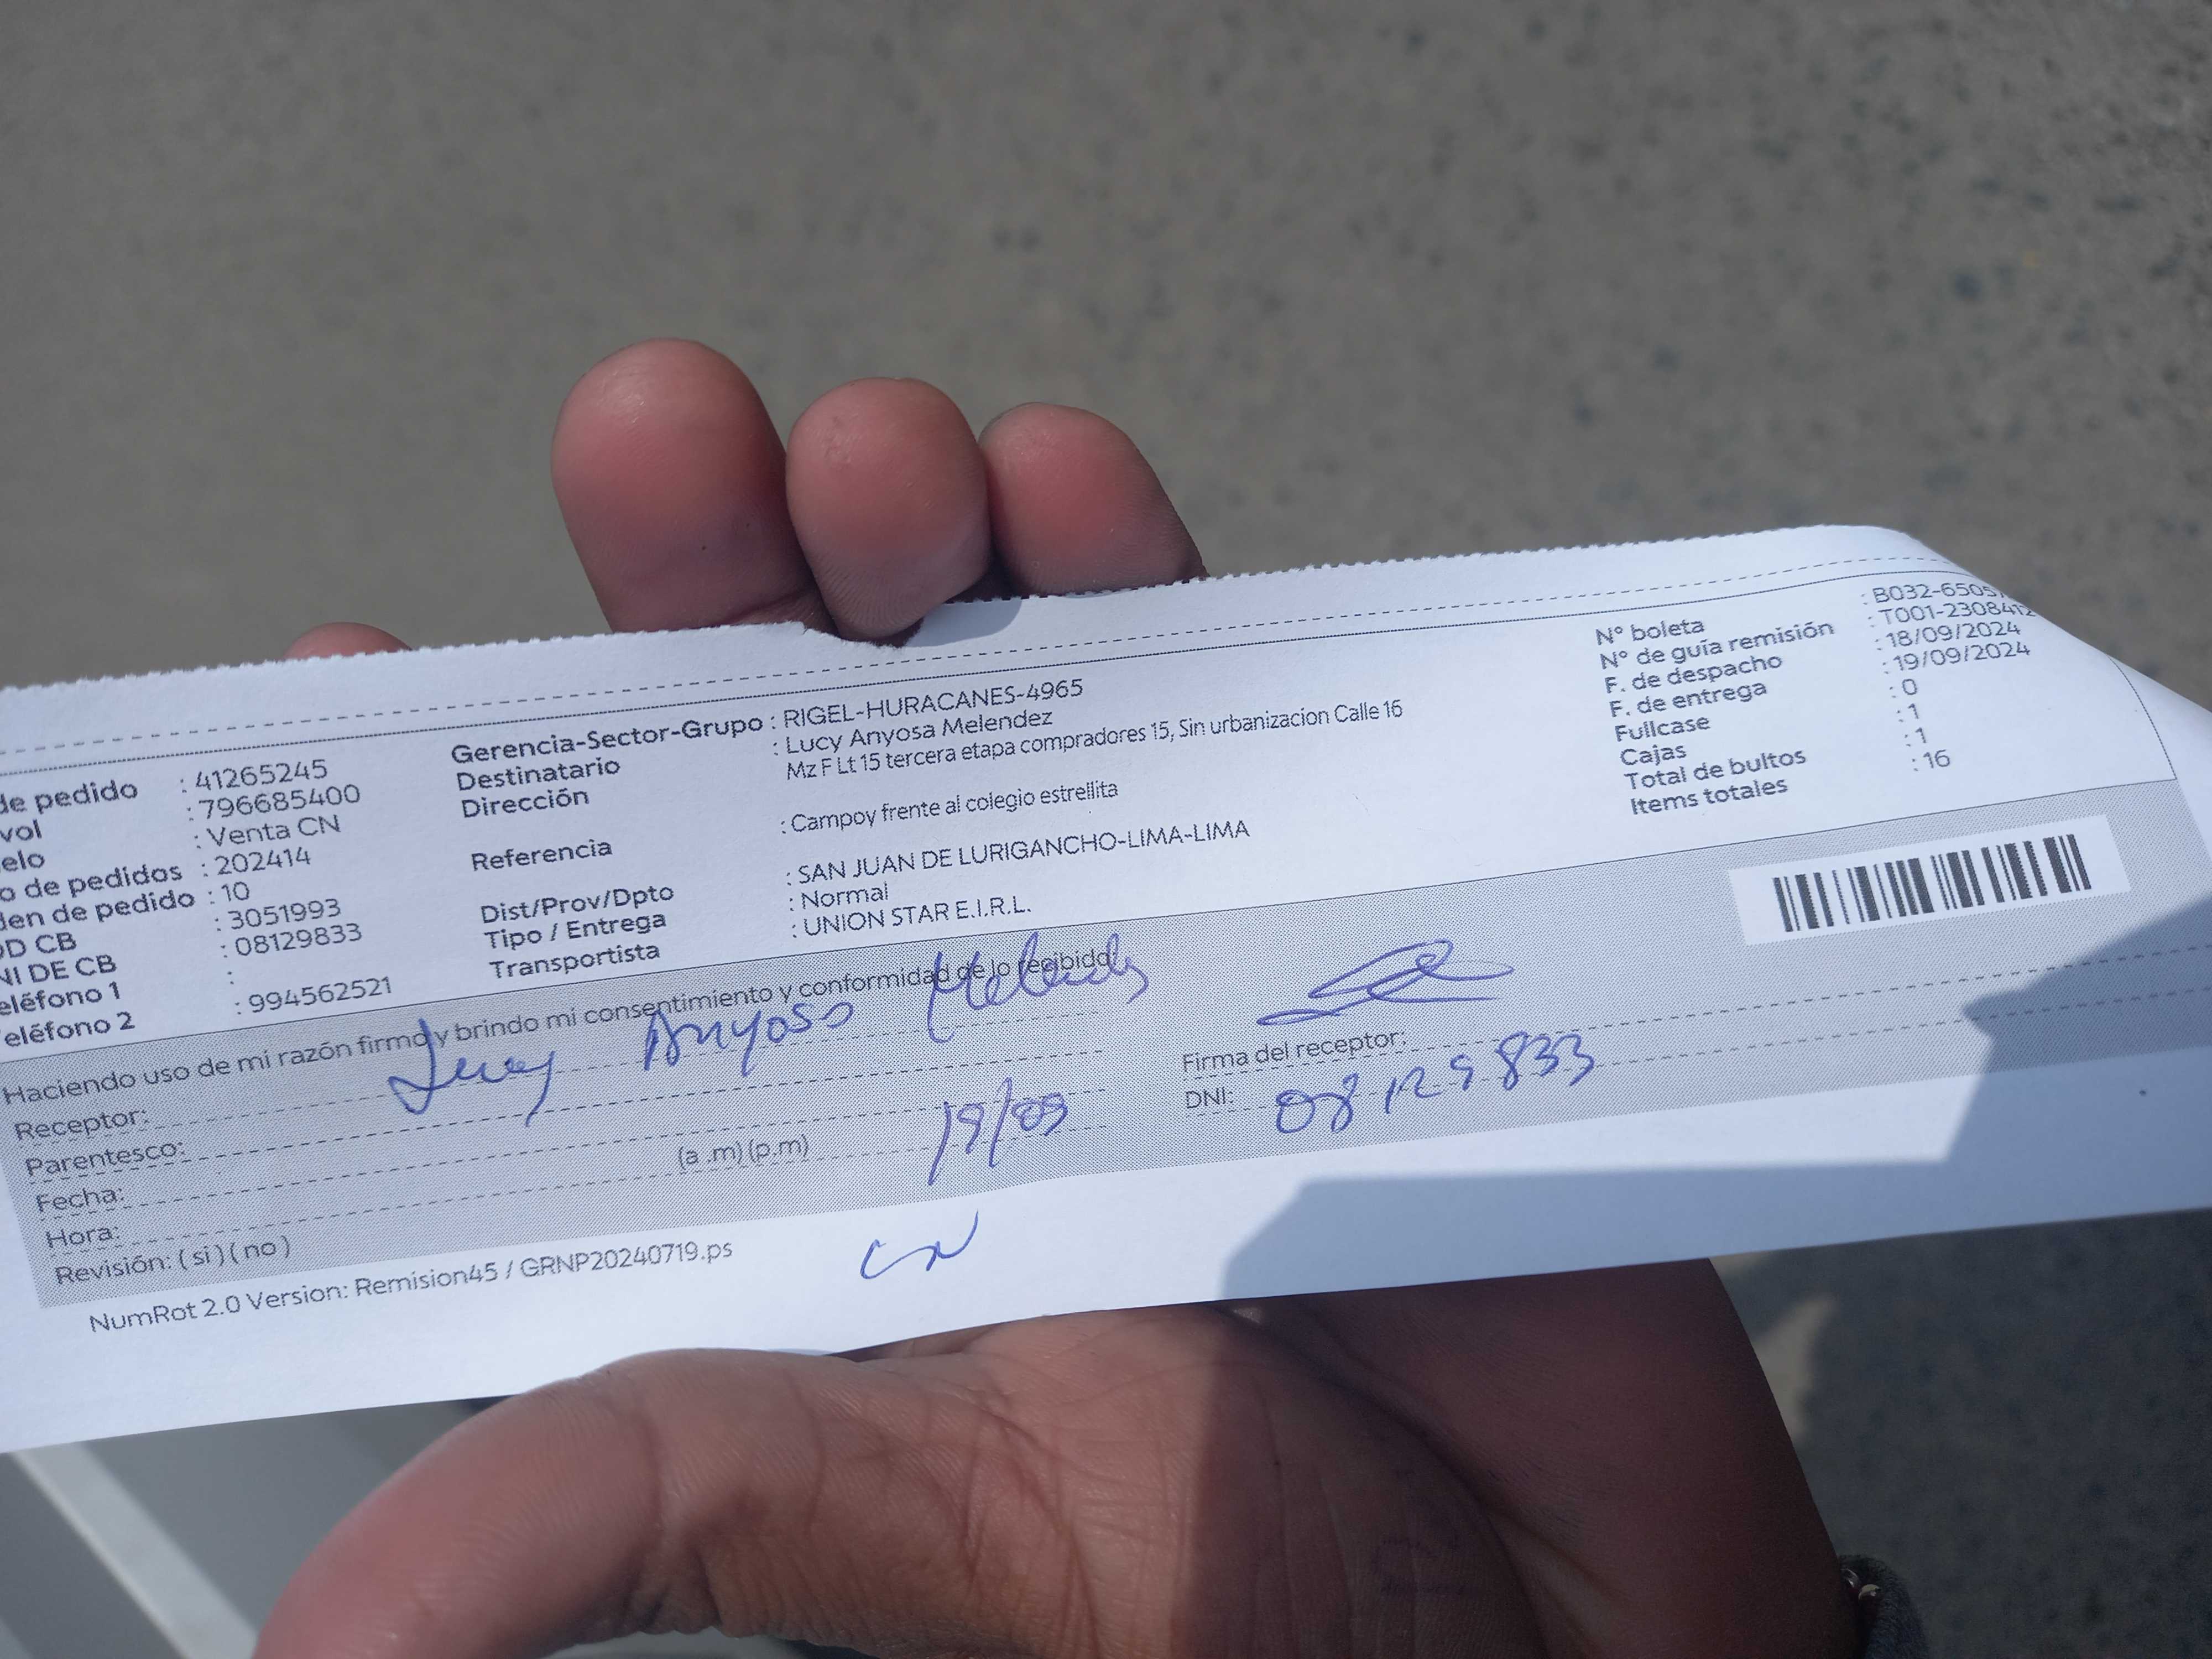 de pedido : 41265245
vol : 796685400
elo : Venta CN
o de pedidos : 202414
den de pedido : 10
OD CB : 3051993
NI DE CB : 08129833
eléfono 1 :
eléfono 2 : 994562521
Gerencia-Sector-Grupo : RIGEL-HURACANES-4965
Destinatario : Lucy Anyosa Melendez
Dirección Mz F Lt 15 tercera etapa compradores 15, Sin urbanizacion Calle 16
Referencia : Campoy frente al colegio estrellita
Dist/Prov/Dpto : SAN JUAN DE LURIGANCHO-LIMA-LIMA
Tipo / Entrega : Normal
Transportista : UNION STAR E.I.R.L.
N° boleta : B032-6505
N° de guía remisión : T001-2308412
F. de despacho : 18/09/2024
F. de entrega : 19/09/2024
Fullcase : 0
Cajas : 1
Total de bultos : 1
Items totales : 16
Haciendo uso de mi razón firmo y brindo mi consentimiento y conformidad de lo recibido:
Receptor: Lucy Anyosa Melendez
Parentesco:
Fecha: 19/09
Hora: (a .m) (p.m)
Revisión: ( si ) ( no )
Firma del receptor:
DNI: 08129833
CN
NumRot 2.0 Version: Remision45 / GRNP20240719.ps